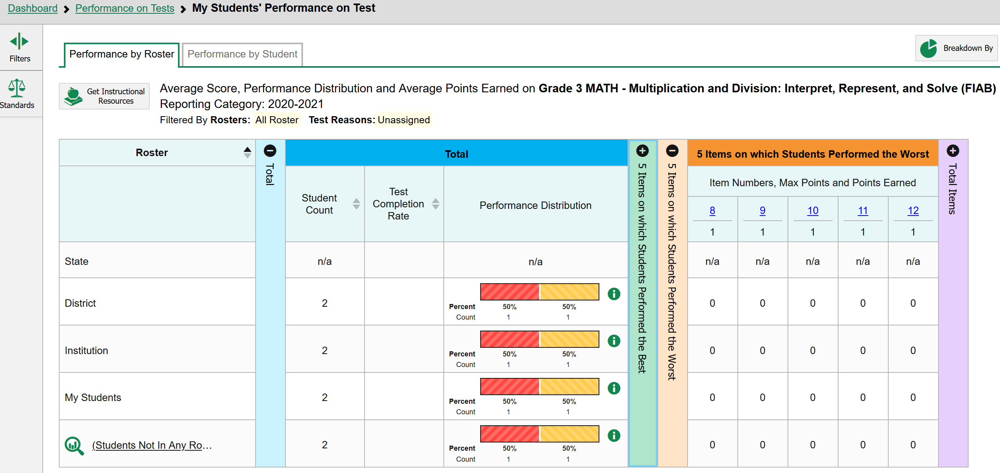 Dashboard Performance on Tests My Students' Performance on Test
Filters
Standards
Performance by Roster Performance by Student
Breakdown By
Get Instructional
Resources
Average Score, Performance Distribution and Average Points Earned on Grade 3 MATH - Multiplication and Division: Interpret, Represent, and Solve (FIAB)
Reporting Category: 2020-2021
Filtered By Rosters: All Roster Test Reasons: Unassigned
Roster
Total
Total
5 Items on which Students Performed the Best
5 Items on which Students Performed the Worst
5 Items on which Students Performed the Worst
Total Items
Student
Count
Test
Completion
Rate
Performance Distribution
Item Numbers, Max Points and Points Earned
8 9 10 11 12
1 1 1 1 1
State n/a n/a n/a n/a n/a n/a n/a
District 2 0 0 0 0 0
Percent 50% 50%
Count 1 1
Institution 2 0 0 0 0 0
Percent 50% 50%
Count 1 1
My Students 2 0 0 0 0 0
Percent 50% 50%
Count 1 1
(Students Not In Any Ro... 2 0 0 0 0 0
Percent 50% 50%
Count 1 1